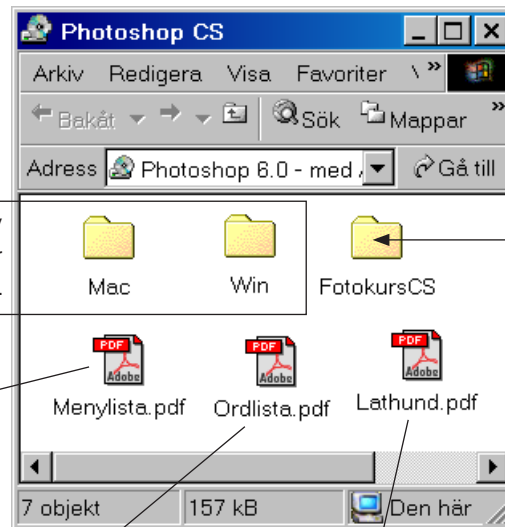 Photoshop CS
Arkiv Redigera Visa Favoriter »
Bakåt Sök Mappar »
Adress Photoshop 6.0 - med Gå till
Mac Win FotokursCS
PDF PDF PDF
Adobe Adobe Adobe
Menylista.pdf Ordlista.pdf Lathund.pdf
7 objekt 157 kB Den här